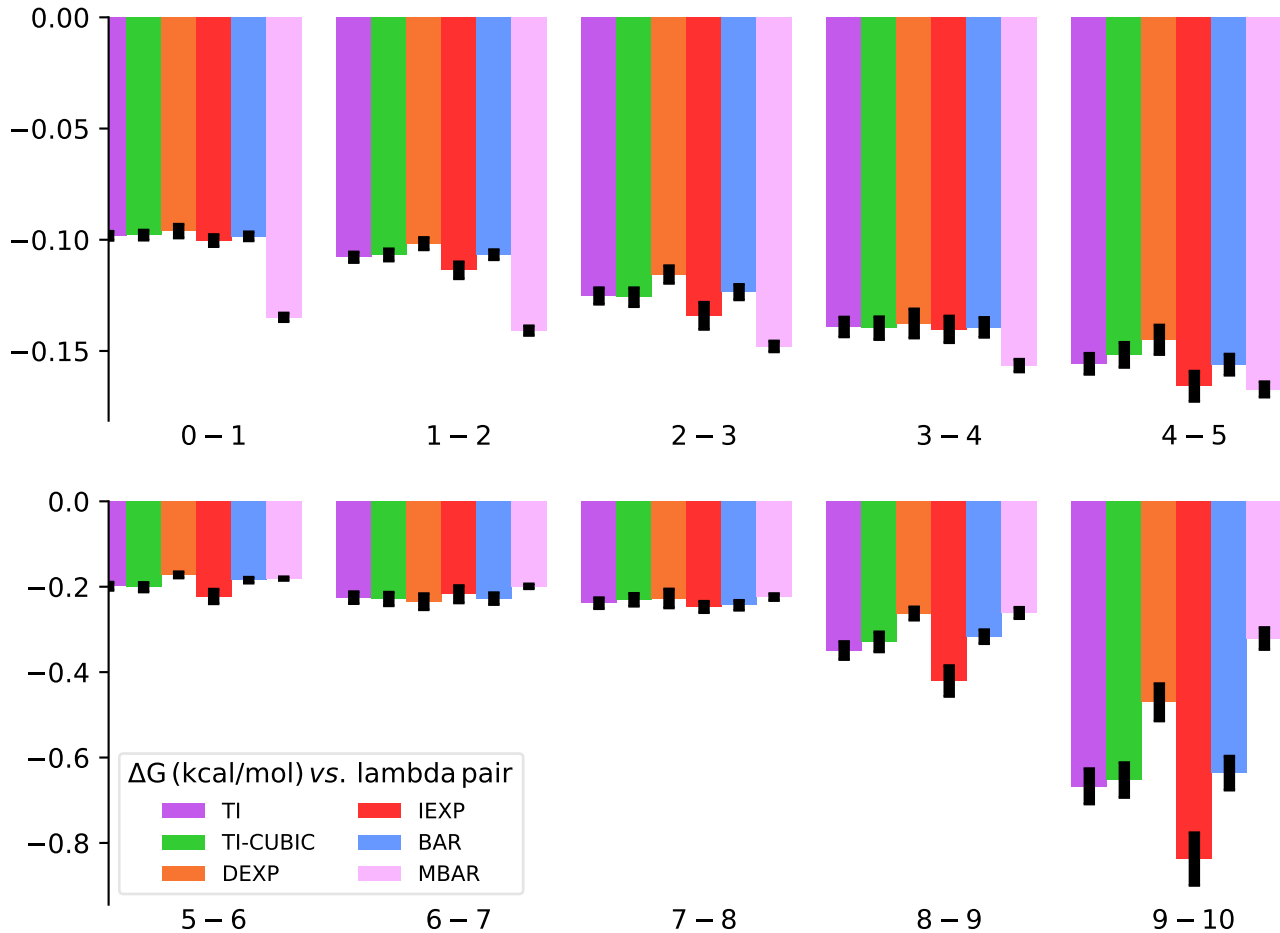 0.00
−0.05
−0.10
−0.15
0 − 1
1 − 2
2 − 3
3 − 4
4 − 5
0.0
−0.2
−0.4
−0.6
−0.8
ΔG (kcal/mol) vs. lambda pair
TI
TI-CUBIC
DEXP
IEXP
BAR
MBAR
5 − 6
6 − 7
7 − 8
8 − 9
9 − 10